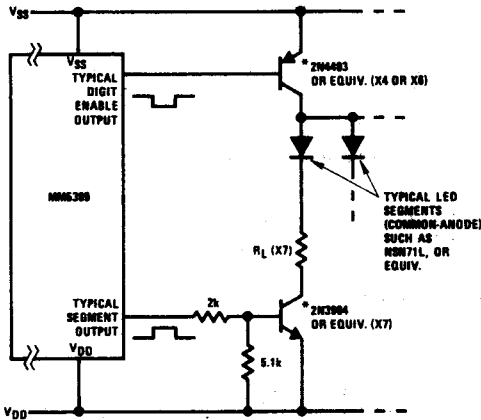 VSS
VSS
TYPICAL
DIGIT
ENABLE
OUTPUT
* 2N4403
OR EQUIV. (X4 OR X6)
MM5309
TYPICAL LED
SEGMENTS
(COMMON-ANODE)
SUCH AS
NSN71L, OR
EQUIV.
RL (X7)
TYPICAL
SEGMENT
OUTPUT
2k
* 2N3904
OR EQUIV. (X7)
5.1k
VDD
VDD